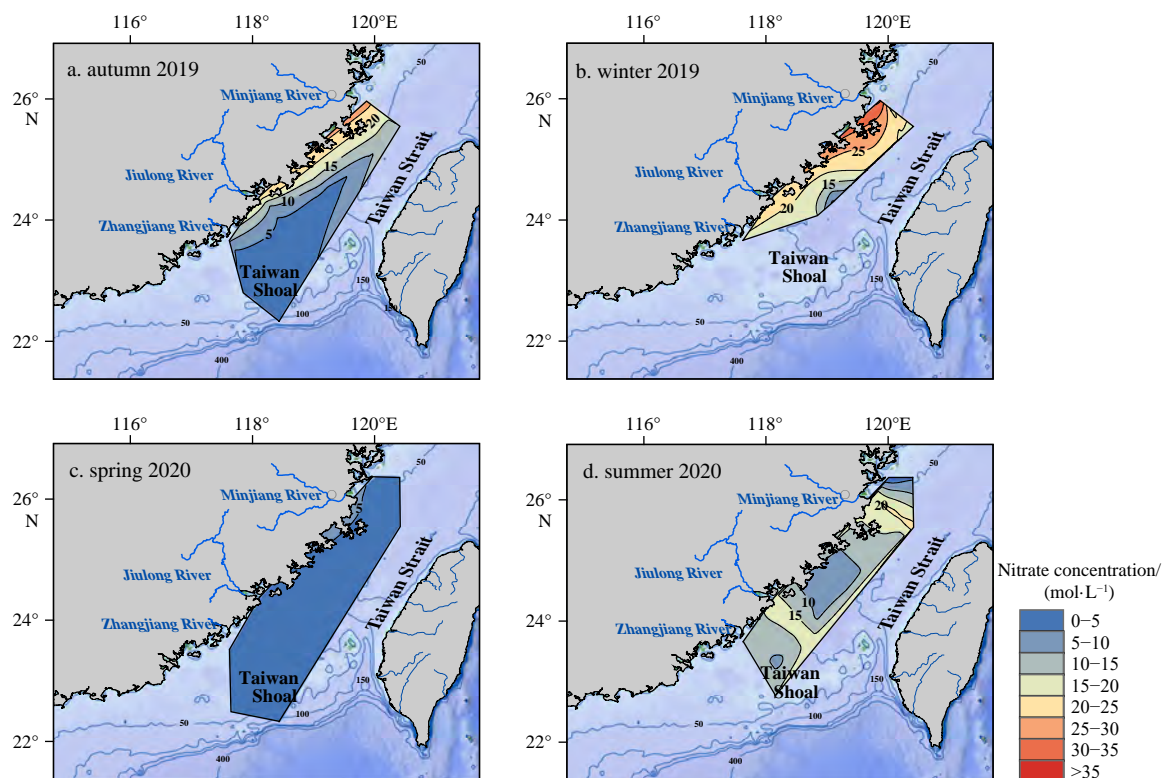 116°
118°
120°E
a. autumn 2019
50
Minjiang River
26°
N
20
15
Jiulong River
10
24°
Zhangjiang River
5
Taiwan Strait
Taiwan
Shoal
150
150
50
100
22°
400
116°
118°
120°E
b. winter 2019
50
Minjiang River
26°
N
25
Jiulong River
15
20
24°
Zhangjiang River
Taiwan Strait
Taiwan
Shoal
150
50
100
22°
400
116°
118°
120°E
c. spring 2020
50
Minjiang River
5
26°
N
Jiulong River
24°
Zhangjiang River
Taiwan Strait
Taiwan
Shoal
150
50
100
22°
400
116°
118°
120°E
d. summer 2020
50
Minjiang River
20
26°
N
Jiulong River
10
15
24°
Zhangjiang River
Taiwan Strait
Taiwan
Shoal
150
50
100
22°
400
Nitrate concentration/
(mol·L⁻¹)
0−5
5−10
10−15
15−20
20−25
25−30
30−35
>35